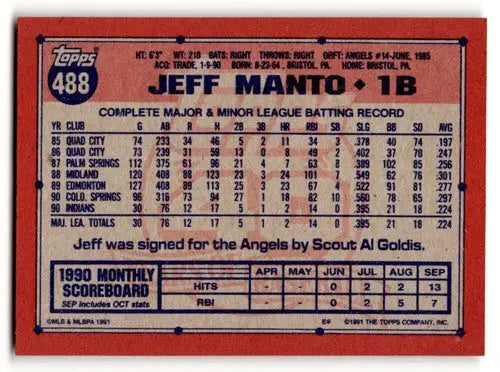 topps
488
HT: 6'3" WT: 210 BATS: RIGHT THROWS: RIGHT DRFT: ANGELS #14-JUNE, 1985
ACQ: TRADE, 1-9-90 BORN: 8-23-64, BRISTOL, PA. HOME: BRISTOL, PA.
JEFF MANTO ♦ 1B
COMPLETE MAJOR & MINOR LEAGUE BATTING RECORD
YR CLUB G AB R H 2B 3B HR RBI SB SLG BB SO AVG
85 QUAD CITY 74 233 34 46 5 2 11 34 3 .378 40 74 .197
86 QUAD CITY 73 239 31 59 13 0 8 49 2 .402 37 70 .247
87 PALM SPRINGS 112 375 61 96 21 4 7 63 8 .389 102 85 .256
88 MIDLAND 120 408 88 123 23 3 24 101 7 .549 62 76 .301
89 EDMONTON 127 408 89 113 25 3 23 67 4 .522 91 81 .277
90 COLO. SPRINGS 96 316 73 94 27 1 18 82 10 .560 78 65 .297
90 INDIANS 30 76 12 17 5 1 2 14 0 .395 21 18 .224
MAJ. LEA. TOTALS 30 76 12 17 5 1 2 14 0 .395 21 18 .224
Jeff was signed for the Angels by Scout Al Goldis.
1990 MONTHLY SCOREBOARD APR MAY JUN JUL AUG SEP
HITS 0 2 2 13
SEP includes OCT stats RBI 0 2 5 7
©MLB & MLBPA 1991 E* ©1991 THE TOPPS COMPANY, INC.